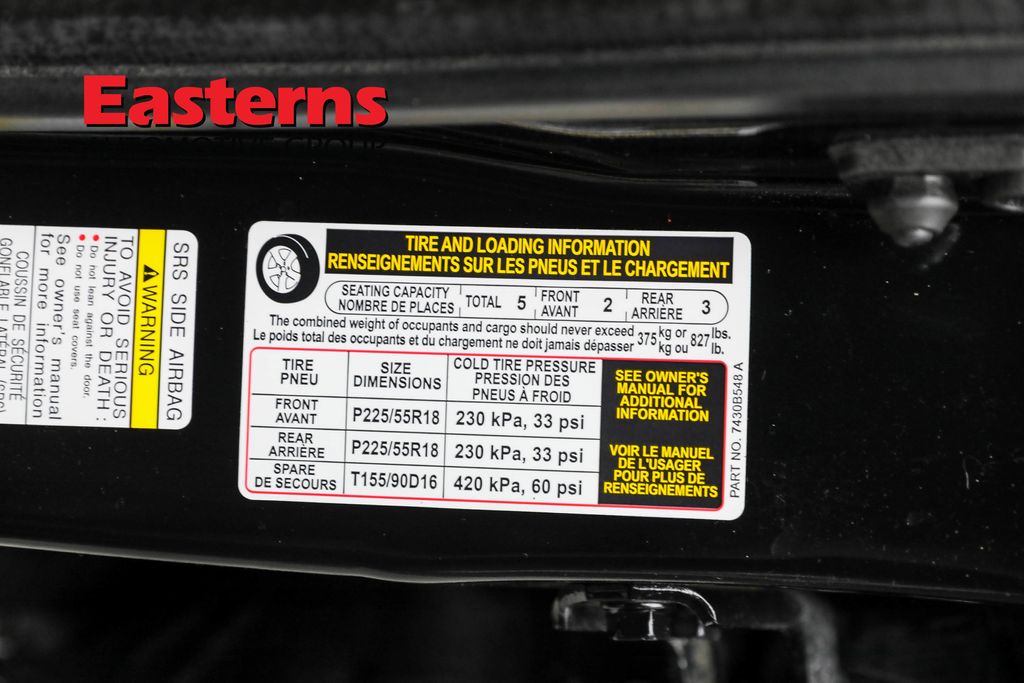 Easterns
AUTOMOTIVE GROUP
SRS SIDE AIRBAG
WARNING
TO AVOID SERIOUS
INJURY OR DEATH:
Do not lean against the door.
Do not use seat covers.
See owner's manual
for more information
COUSSIN DE SÉCURITÉ
GONFLABLE LATÉRAL (SRS)
TIRE AND LOADING INFORMATION
RENSEIGNEMENTS SUR LES PNEUS ET LE CHARGEMENT
SEATING CAPACITY
NOMBRE DE PLACES
TOTAL 5
FRONT
AVANT
2
REAR
ARRIÈRE
3
The combined weight of occupants and cargo should never exceed 375 kg or 827 lbs.
Le poids total des occupants et du chargement ne doit jamais dépasser kg ou lb.
TIRE
PNEU
SIZE
DIMENSIONS
COLD TIRE PRESSURE
PRESSION DES
PNEUS À FROID
FRONT
AVANT
P225/55R18
230 kPa, 33 psi
REAR
ARRIÈRE
P225/55R18
230 kPa, 33 psi
SPARE
DE SECOURS
T155/90D16
420 kPa, 60 psi
SEE OWNER'S
MANUAL FOR
ADDITIONAL
INFORMATION
VOIR LE MANUEL
DE L'USAGER
POUR PLUS DE
RENSEIGNEMENTS
PART NO. 7430B548 A